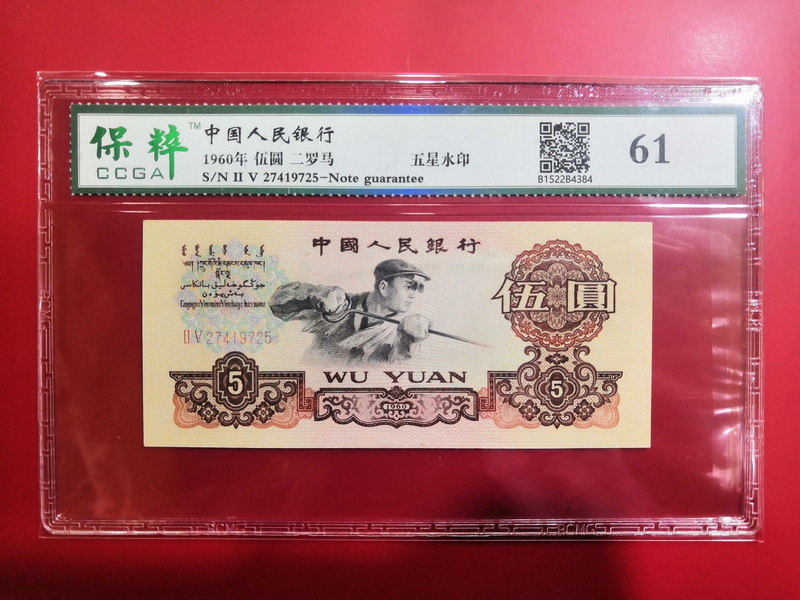 保粹 TM
CCGA
中国人民银行
1960年 伍圆 二罗马 五星水印
S/N II V 27419725-Note guarantee
B1522B4384
61
中國人民銀行
伍圓
II V 27419725
5
WU YUAN
1960
5